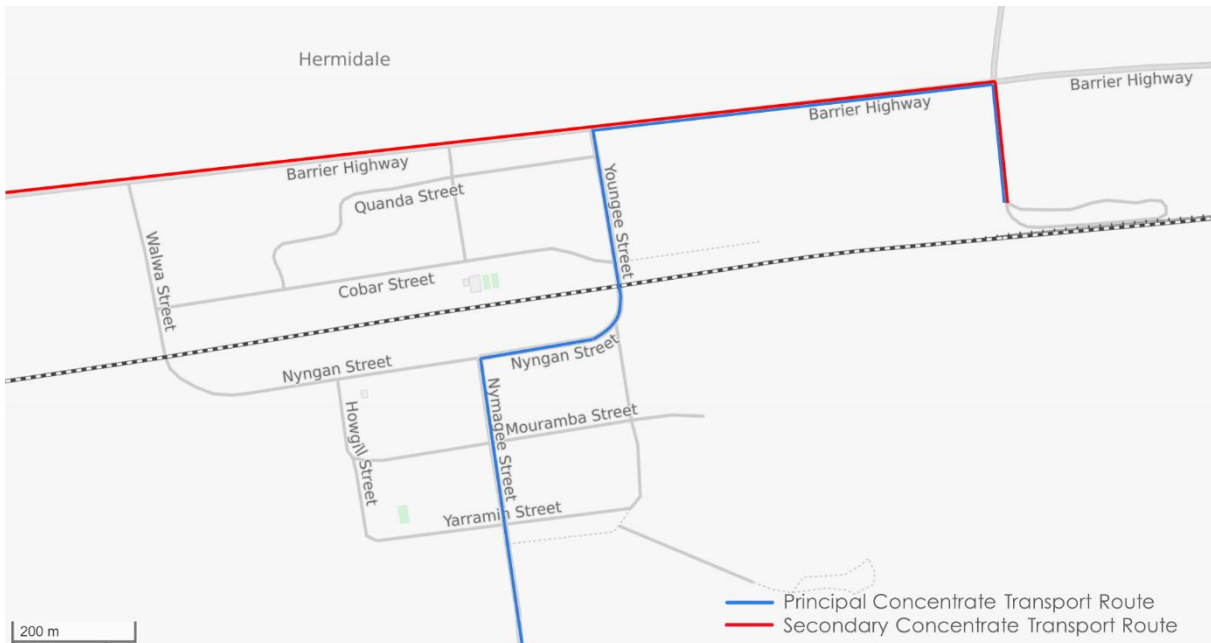 Hermidale
Barrier Highway
Barrier Highway
Barrier Highway
Quanda Street
Youngee Street
Walwa Street
Cobar Street
Nyngan Street
Nyngan Street
Nymagee Street
Mouramba Street
Howgill Street
Yarramin Street
Principal Concentrate Transport Route
Secondary Concentrate Transport Route
200 m